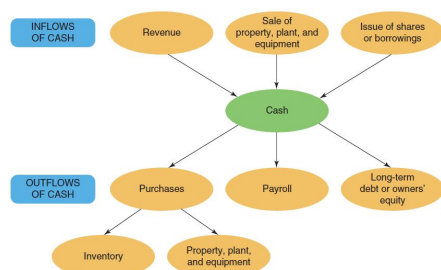 INFLOWS
OF CASH
Revenue
Sale of
property, plant, and
equipment
Issue of shares
or borrowings
Cash
OUTFLOWS
OF CASH
Purchases
Payroll
Long-term
debt or owners'
equity
Inventory
Property, plant,
and equipment